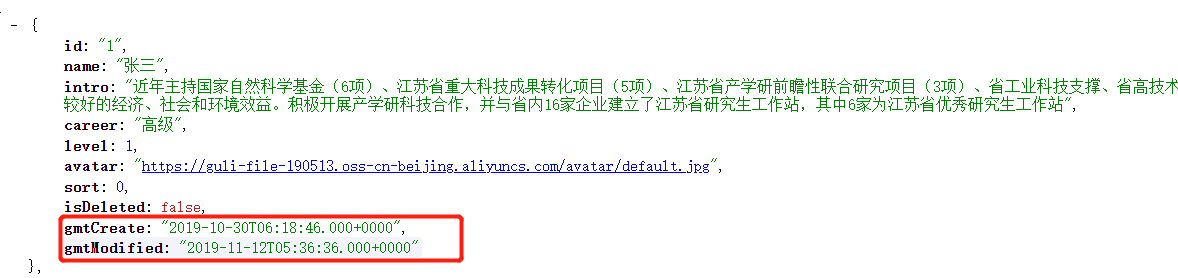 - {
id: "1",
name: "张三",
intro: "近年主持国家自然科学基金（6项）、江苏省重大科技成果转化项目（5项）、江苏省产学研前瞻性联合研究项目（3项）、省工业科技支撑、省高技术
较好的经济、社会和环境效益。积极开展产学研科技合作，并与省内16家企业建立了江苏省研究生工作站，其中6家为江苏省优秀研究生工作站",
career: "高级",
level: 1,
avatar: "https://guli-file-190513.oss-cn-beijing.aliyuncs.com/avatar/default.jpg",
sort: 0,
isDeleted: false,
gmtCreate: "2019-10-30T06:18:46.000+0000",
gmtModified: "2019-11-12T05:36:36.000+0000"
},